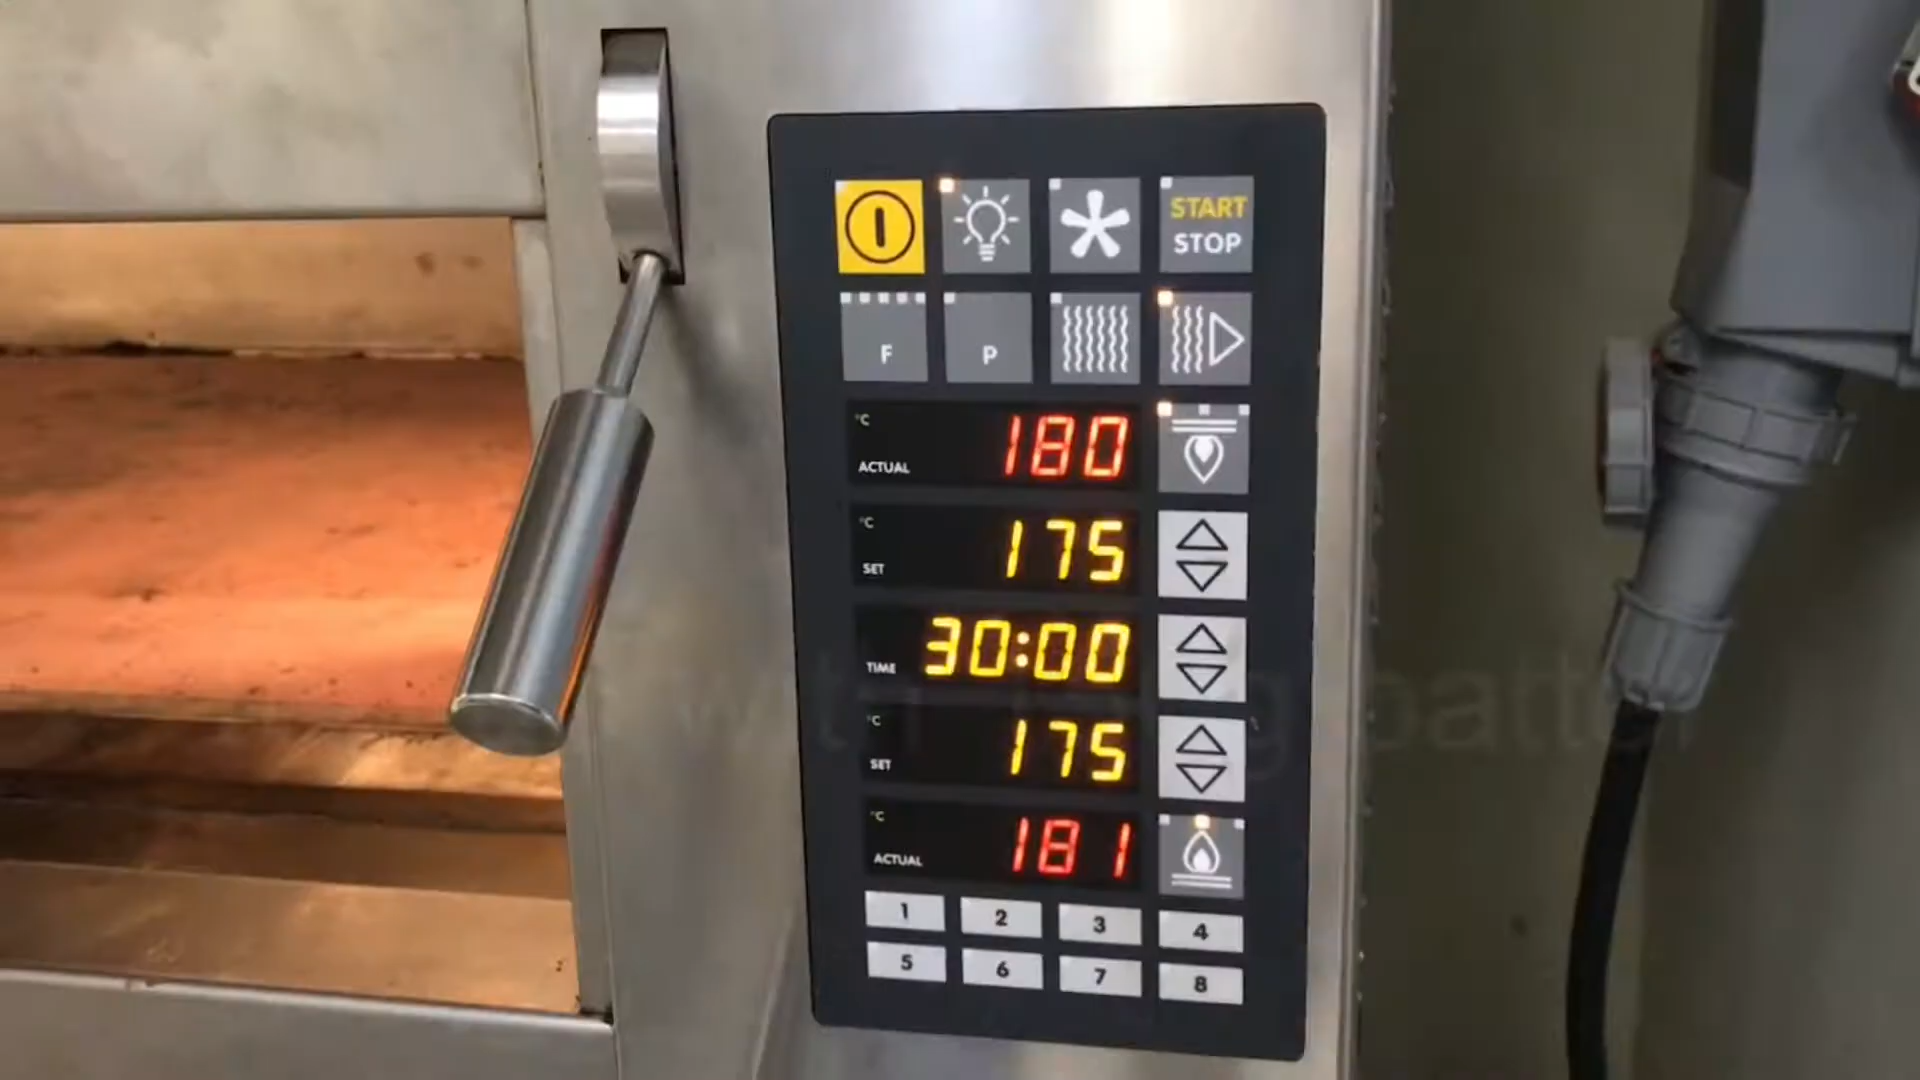 START
STOP
F
P
°C
ACTUAL
180
°C
SET
175
TIME
30:00
°C
SET
175
°C
ACTUAL
181
1
2
3
4
5
6
7
8